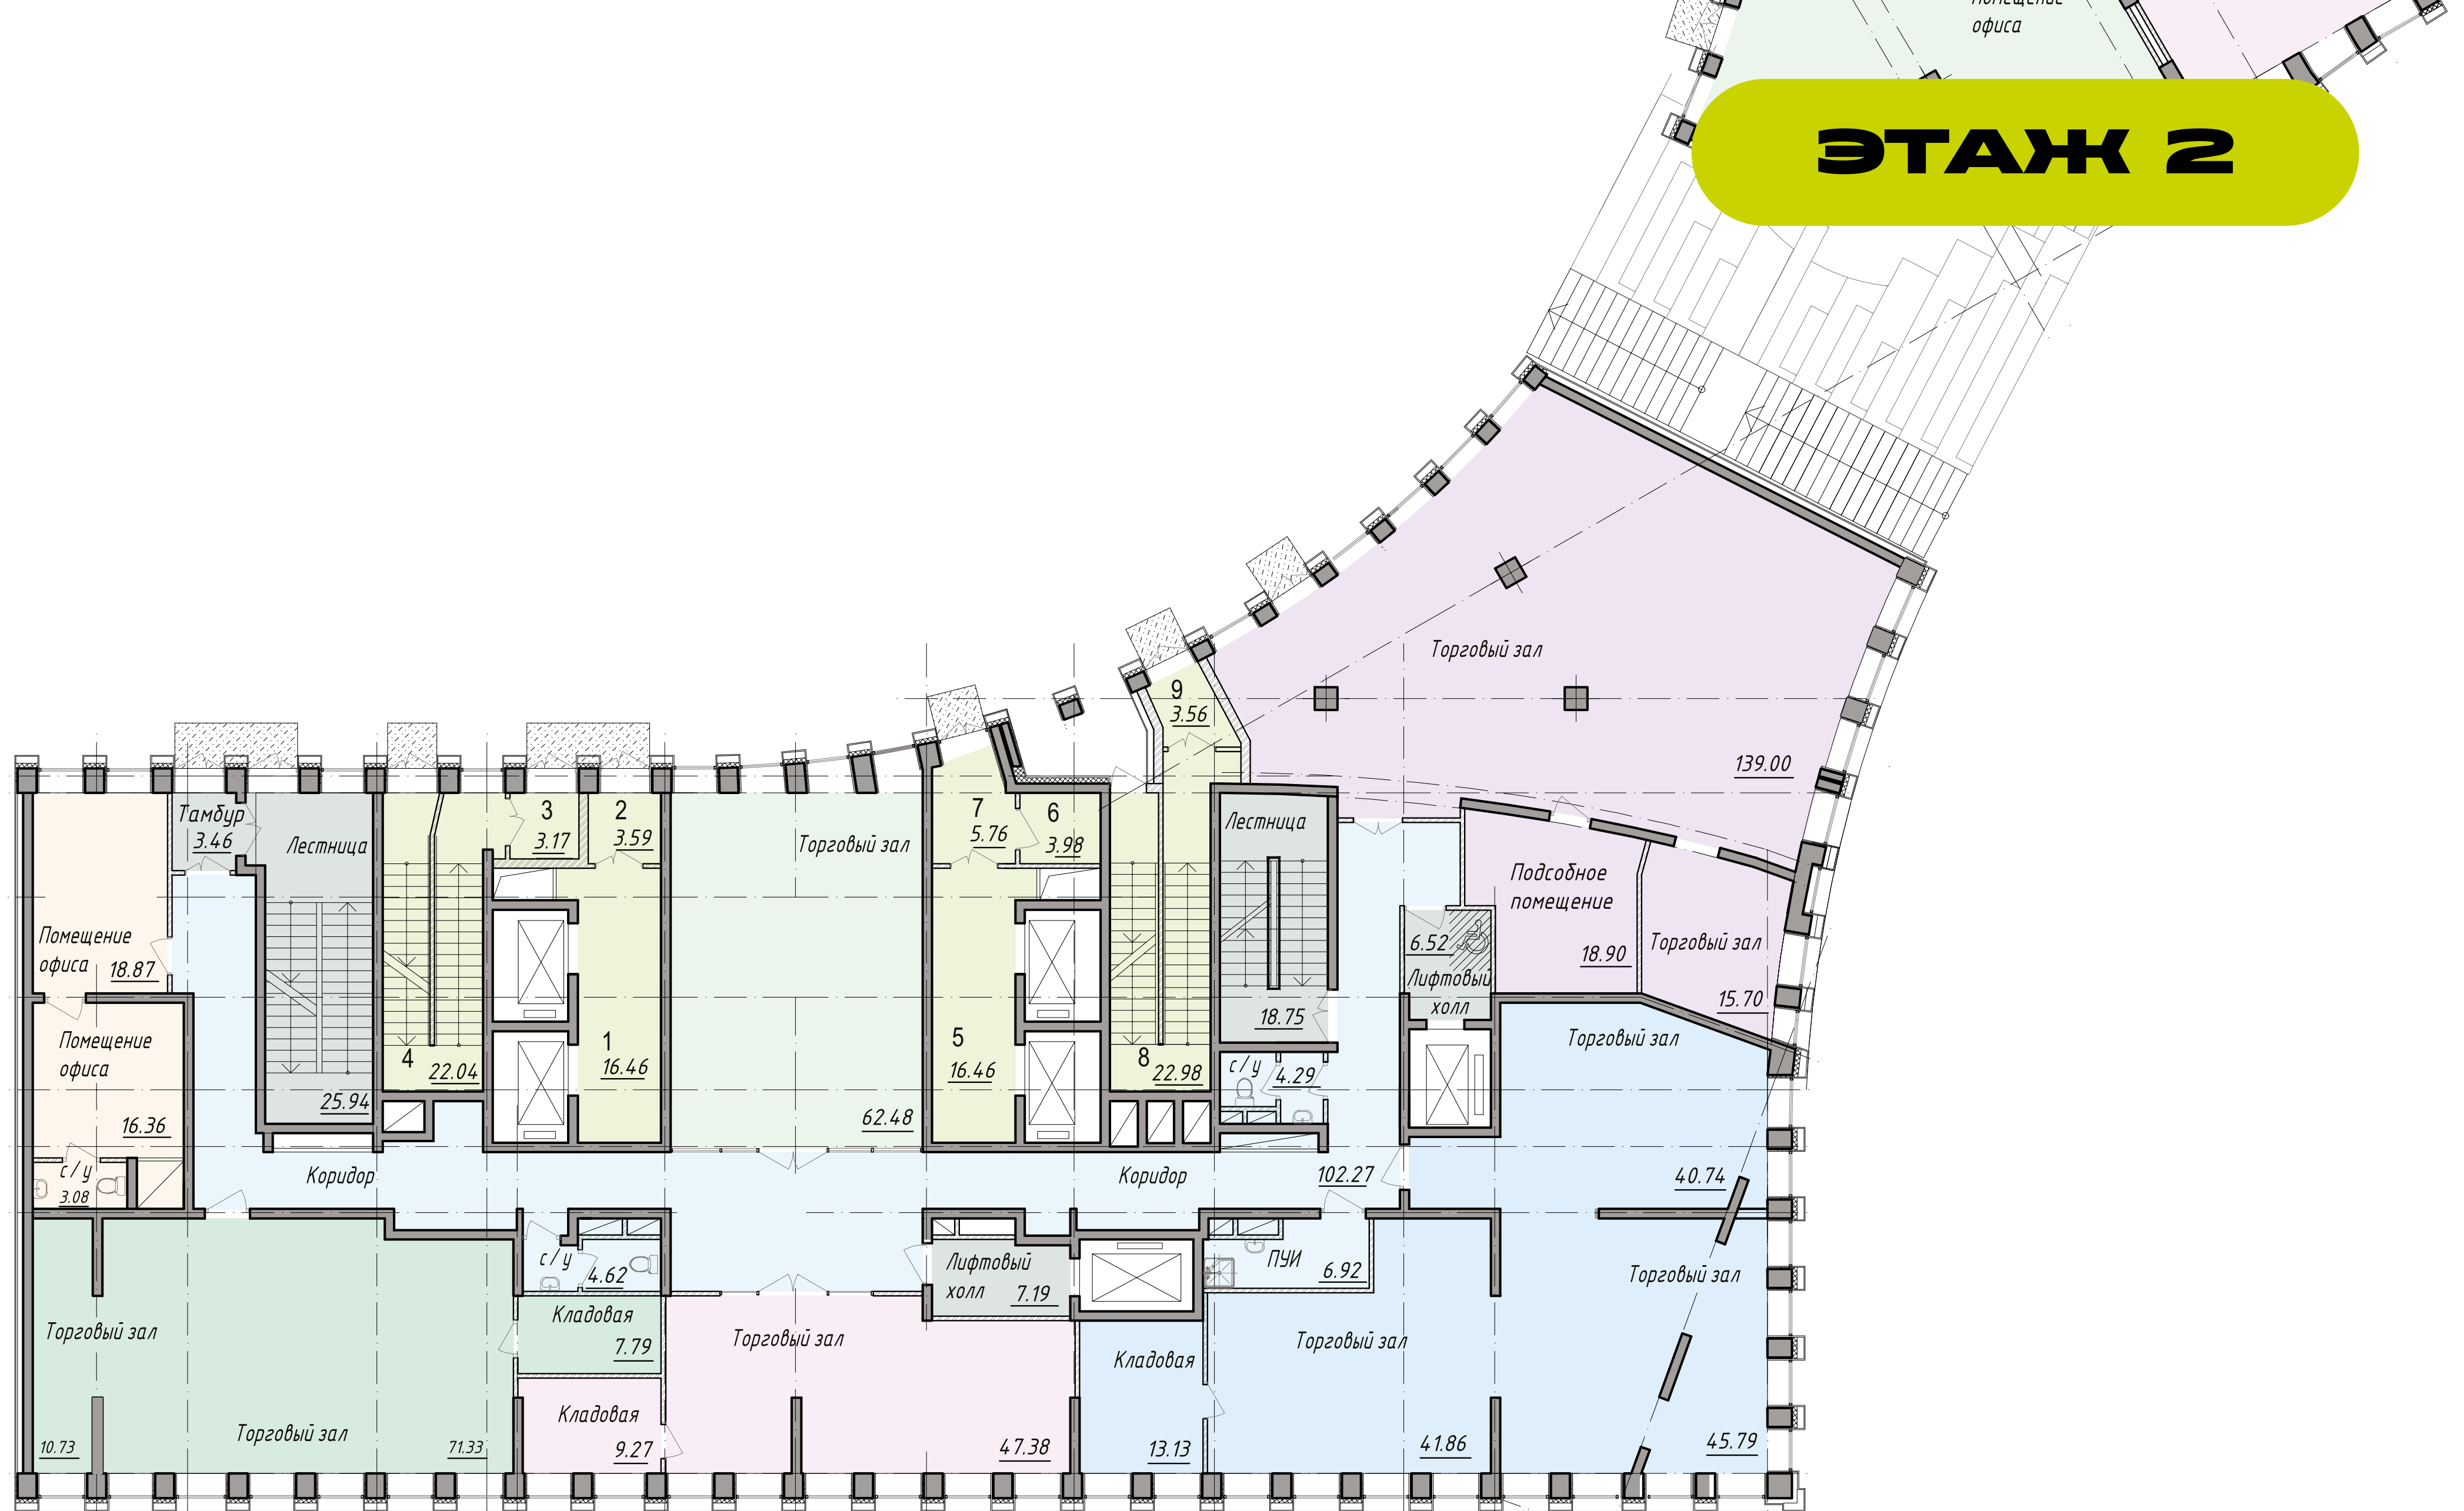 офиса
ЭТАЖ 2
Торговый зал
139.00
9
3.56
Тамбур
3.46
Лестница
3
3.17
2
3.59
Торговый зал
7
5.76
6
3.98
Лестница
Подсобное
помещение
18.90
Торговый зал
15.70
Помещение
офиса
18.87
6.52
Лифтовый
холл
18.75
Помещение
офиса
16.36
25.94
4
22.04
1
16.46
62.48
5
16.46
8
22.98
с/у
4.29
Торговый зал
40.74
с/у
3.08
Коридор
Коридор
102.27
с/у
4.62
Лифтовый
холл
7.19
ПУИ
6.92
Торговый зал
Торговый зал
Кладовая
7.79
Торговый зал
Кладовая
13.13
Торговый зал
41.86
45.79
10.73
Торговый зал
71.33
Кладовая
9.27
47.38